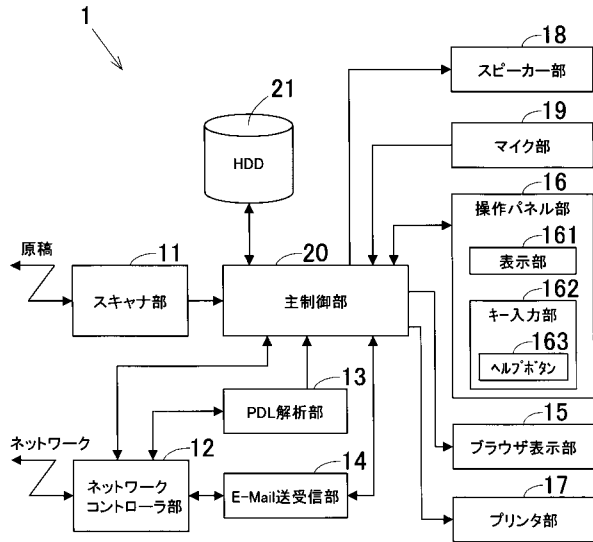 1
18
スピーカー部
19
マイク部
21
HDD
16
操作パネル部
161
表示部
162
キー入力部
163
ヘルプボタン
原稿
11
スキャナ部
20
主制御部
13
PDL解析部
15
ブラウザ表示部
ネットワーク
12
ネットワーク
コントローラ部
14
E-Mail送受信部
17
プリンタ部